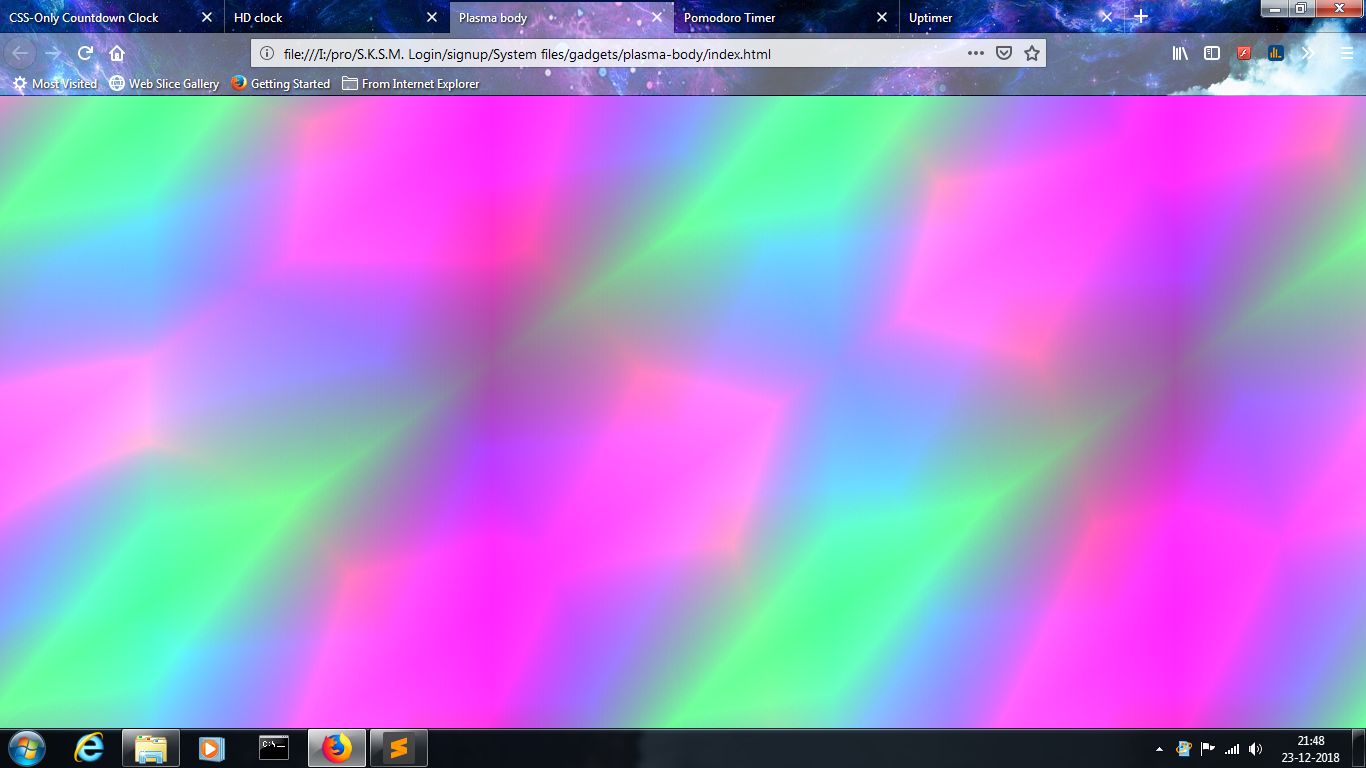 CSS-Only Countdown Clock HD clock Plasma body Pomodoro Timer Uptimer
file:///I:/pro/S.K.S.M. Login/signup/System files/gadgets/plasma-body/index.html
Most Visited Web Slice Gallery Getting Started From Internet Explorer
C:\_
21:48
23-12-2018